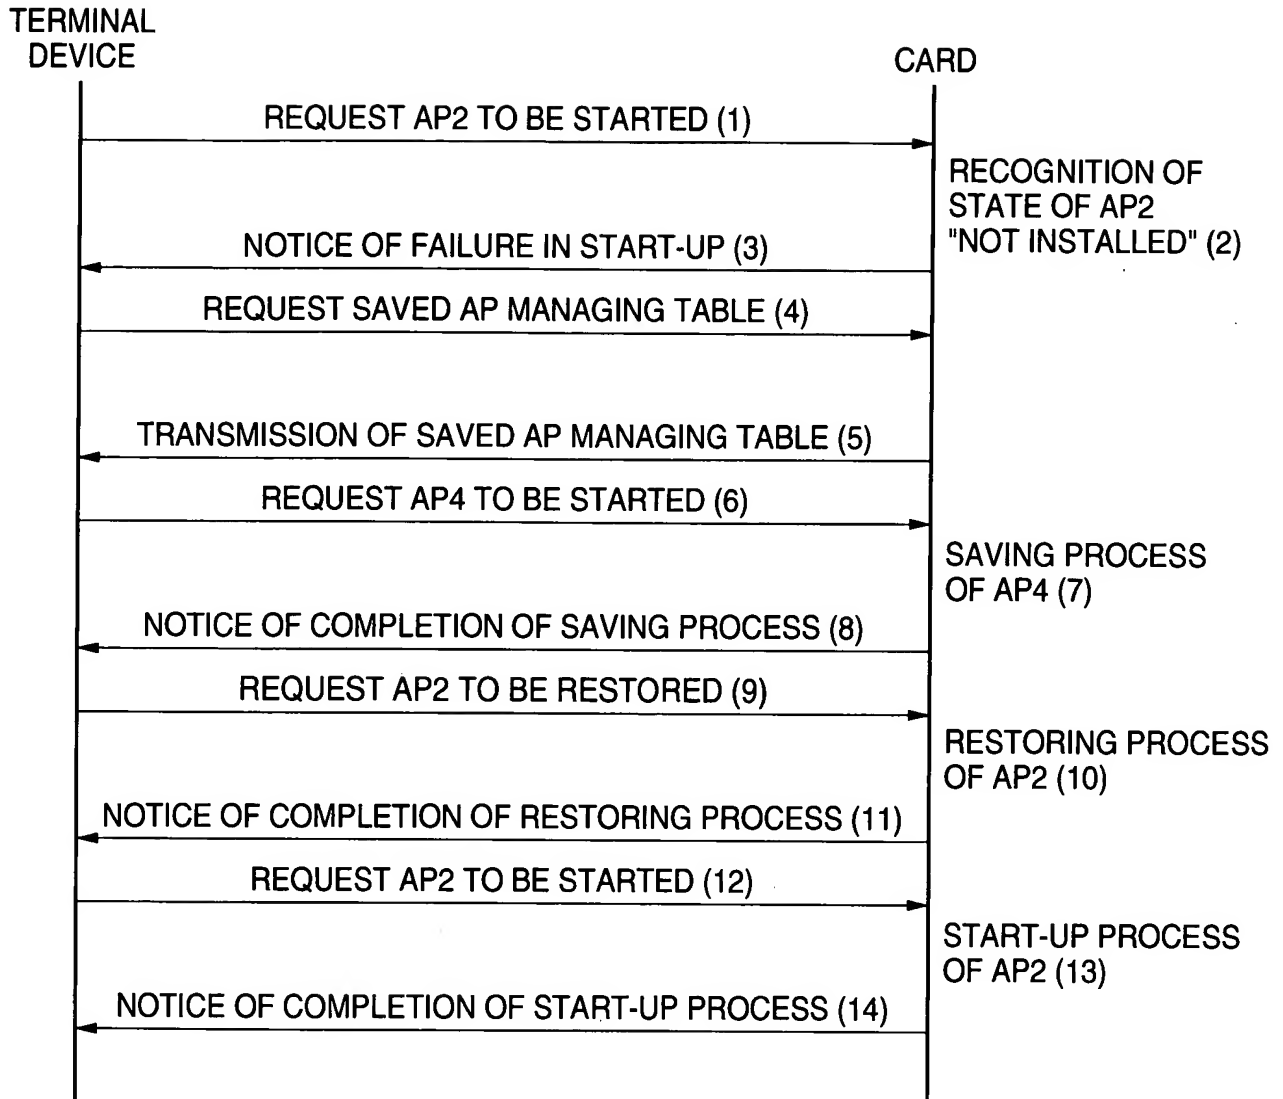 TERMINAL
DEVICE
CARD
REQUEST AP2 TO BE STARTED (1)
RECOGNITION OF
STATE OF AP2
"NOT INSTALLED" (2)
NOTICE OF FAILURE IN START-UP (3)
REQUEST SAVED AP MANAGING TABLE (4)
TRANSMISSION OF SAVED AP MANAGING TABLE (5)
REQUEST AP4 TO BE STARTED (6)
SAVING PROCESS
OF AP4 (7)
NOTICE OF COMPLETION OF SAVING PROCESS (8)
REQUEST AP2 TO BE RESTORED (9)
RESTORING PROCESS
OF AP2 (10)
NOTICE OF COMPLETION OF RESTORING PROCESS (11)
REQUEST AP2 TO BE STARTED (12)
START-UP PROCESS
OF AP2 (13)
NOTICE OF COMPLETION OF START-UP PROCESS (14)